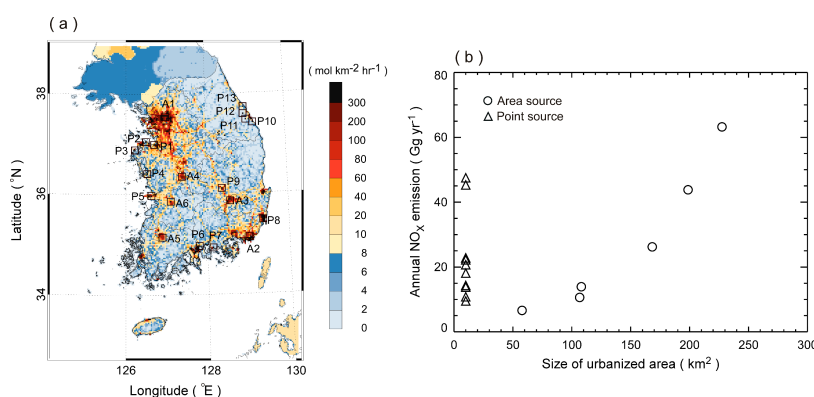 ( a )
( mol km-2 hr-1 )
300
200
100
80
60
40
20
10
8
6
4
2
0
38
36
34
Latitude ( °N )
126
128
130
Longitude ( °E )
A1
P13
P12
P11
P10
P2
P3
P1
P4
A4
P9
P5
A6
A3
P8
P6
P7
A5
A2
( b )
Annual NOX emission ( Gg yr-1 )
80
60
40
20
0
Area source
Point source
0
50
100
150
200
250
300
Size of urbanized area ( km2 )